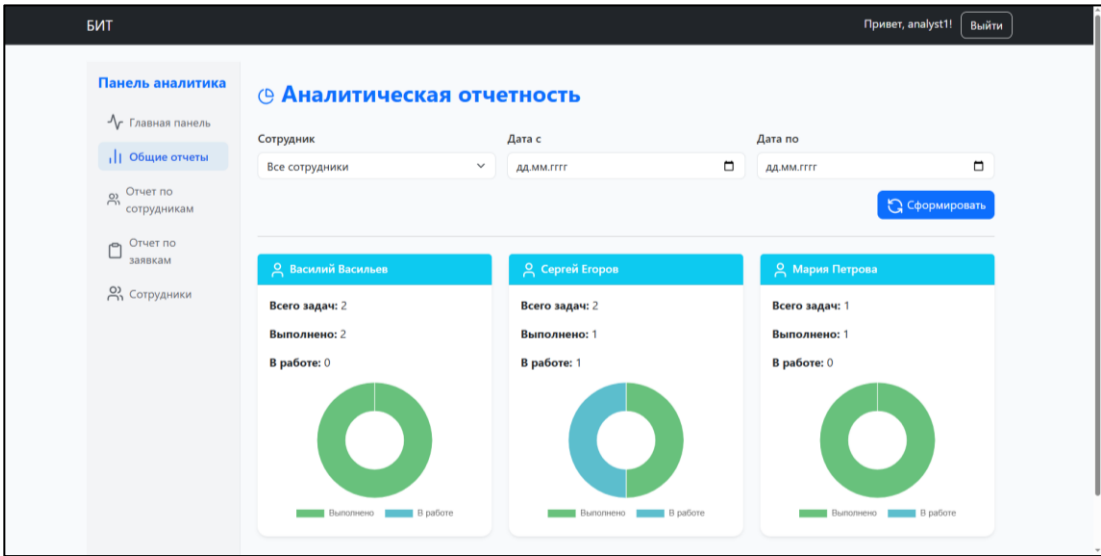 БИТ
Привет, analyst1!
Выйти
Панель аналитика
Главная панель
Общие отчеты
Отчет по
сотрудникам
Отчет по
заявкам
Сотрудники
Аналитическая отчетность
Сотрудник
Все сотрудники
Дата с
дд.мм.гггг
Дата по
дд.мм.гггг
Сформировать
Василий Васильев
Всего задач: 2
Выполнено: 2
В работе: 0
Выполнено
В работе
Сергей Егоров
Всего задач: 2
Выполнено: 1
В работе: 1
Выполнено
В работе
Мария Петрова
Всего задач: 1
Выполнено: 1
В работе: 0
Выполнено
В работе